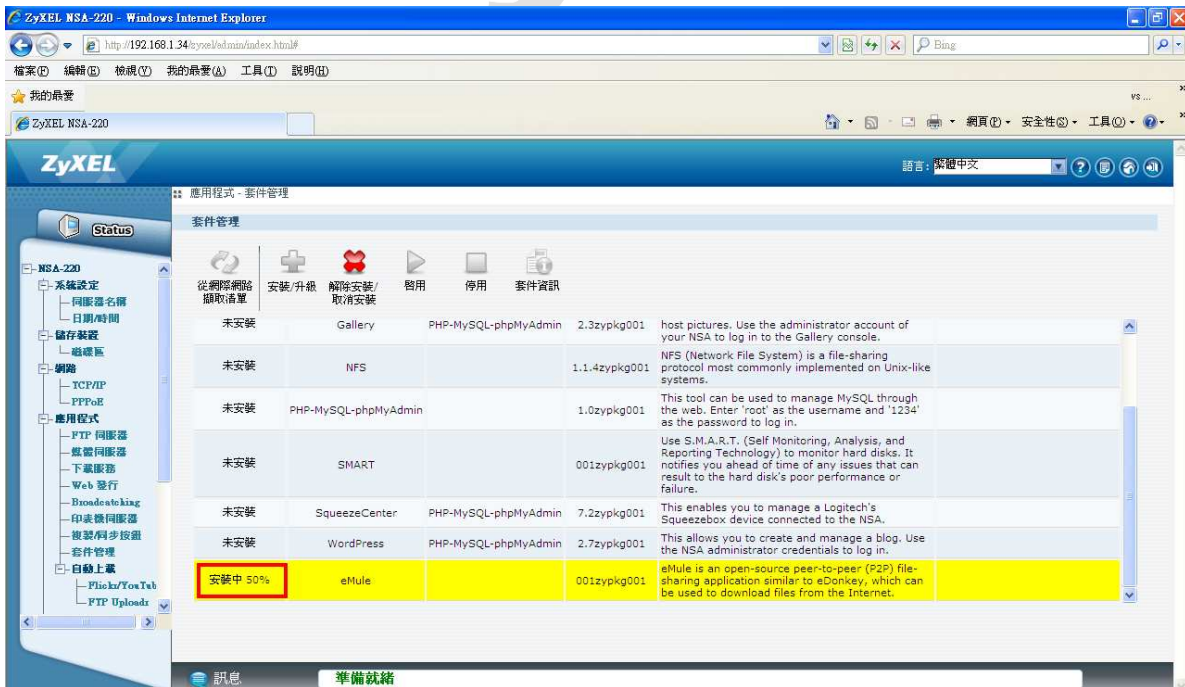 ZyXEL NSA-220 - Windows Internet Explorer
http://192.168.1.34/zyxel/admin/index.html#
Bing
檔案(F) 編輯(E) 檢視(V) 我的最愛(A) 工具(T) 說明(H)
我的最愛
vs ...
ZyXEL NSA-220
網頁(P) 安全性(S) 工具(O)
ZyXEL
語言: 繁體中文
應用程式 - 套件管理
Status
套件管理
從網際網路擷取清單
安裝/升級
解除安裝/取消安裝
啓用
停用
套件資訊
NSA-220
系統設定
伺服器名稱
日期/時間
儲存裝置
磁碟區
網路
TCP/IP
PPPoE
應用程式
FTP 伺服器
媒體伺服器
下載服務
Web 發行
Broadcatching
印表機伺服器
複製/同步按鈕
套件管理
自動上載
Flickr/YouTub
FTP Uploadr
未安裝 Gallery PHP-MySQL-phpMyAdmin 2.3zypkg001 host pictures. Use the administrator account of
your NSA to log in to the Gallery console.
未安裝 NFS 1.1.4zypkg001 NFS (Network File System) is a file-sharing
protocol most commonly implemented on Unix-like
systems.
未安裝 PHP-MySQL-phpMyAdmin 1.0zypkg001 This tool can be used to manage MySQL through
the web. Enter 'root' as the username and '1234'
as the password to log in.
未安裝 SMART 001zypkg001 Use S.M.A.R.T. (Self Monitoring, Analysis, and
Reporting Technology) to monitor hard disks. It
notifies you ahead of time of any issues that can
result to the hard disk's poor performance or
failure.
未安裝 SqueezeCenter PHP-MySQL-phpMyAdmin 7.2zypkg001 This enables you to manage a Logitech's
Squeezebox device connected to the NSA.
未安裝 WordPress PHP-MySQL-phpMyAdmin 2.7zypkg001 This allows you to create and manage a blog. Use
the NSA administrator credentials to log in.
安裝中 50% eMule 001zypkg001 eMule is an open-source peer-to-peer (P2P) file-
sharing application similar to eDonkey, which can
be used to download files from the Internet.
訊息 準備就緒